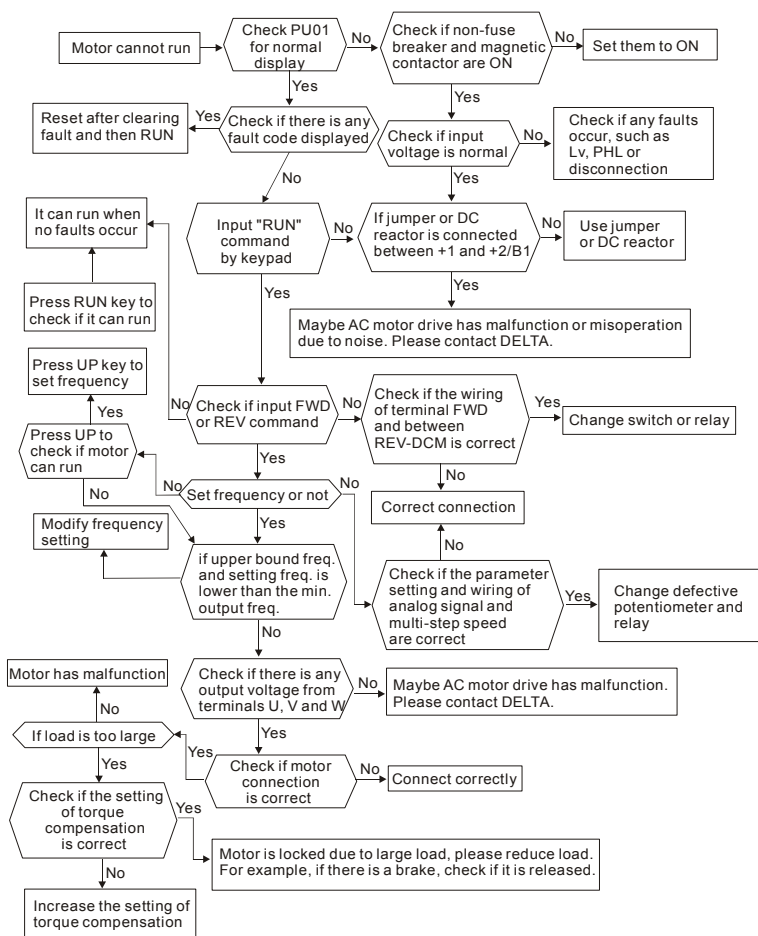 Motor cannot run
Check PU01
for normal
display
No
Check if non-fuse
breaker and magnetic
contactor are ON
No
Set them to ON
Yes
Yes
Reset after clearing
fault and then RUN
Yes
Check if there is any
fault code displayed
Check if input
voltage is normal
No
Check if any faults
occur, such as
Lv, PHL or
disconnection
No
Yes
It can run when
no faults occur
Input "RUN"
command
by keypad
No
If jumper or DC
reactor is connected
between +1 and +2/B1
No
Use jumper
or DC reactor
Press RUN key to
check if it can run
Yes
Yes
Maybe AC motor drive has malfunction or misoperation
due to noise. Please contact DELTA.
Press UP key to
set frequency
No
Check if input FWD
or REV command
No
Check if the wiring
of terminal FWD
and between
REV-DCM is correct
Yes
Change switch or relay
Yes
Press UP to
check if motor
can run
Yes
No
No
No
Set frequency or not
No
Correct connection
Yes
No
Modify frequency
setting
if upper bound freq.
and setting freq. is
lower than the min.
output freq.
Check if the parameter
setting and wiring of
analog signal and
multi-step speed
are correct
Yes
Change defective
potentiometer and
relay
No
Motor has malfunction
Check if there is any
output voltage from
terminals U, V and W
No
Maybe AC motor drive has malfunction.
Please contact DELTA.
No
Yes
If load is too large
Yes
Check if motor
connection
is correct
No
Connect correctly
Yes
Check if the setting
of torque
compensation
is correct
Yes
Motor is locked due to large load, please reduce load.
For example, if there is a brake, check if it is released.
No
Increase the setting of
torque compensation